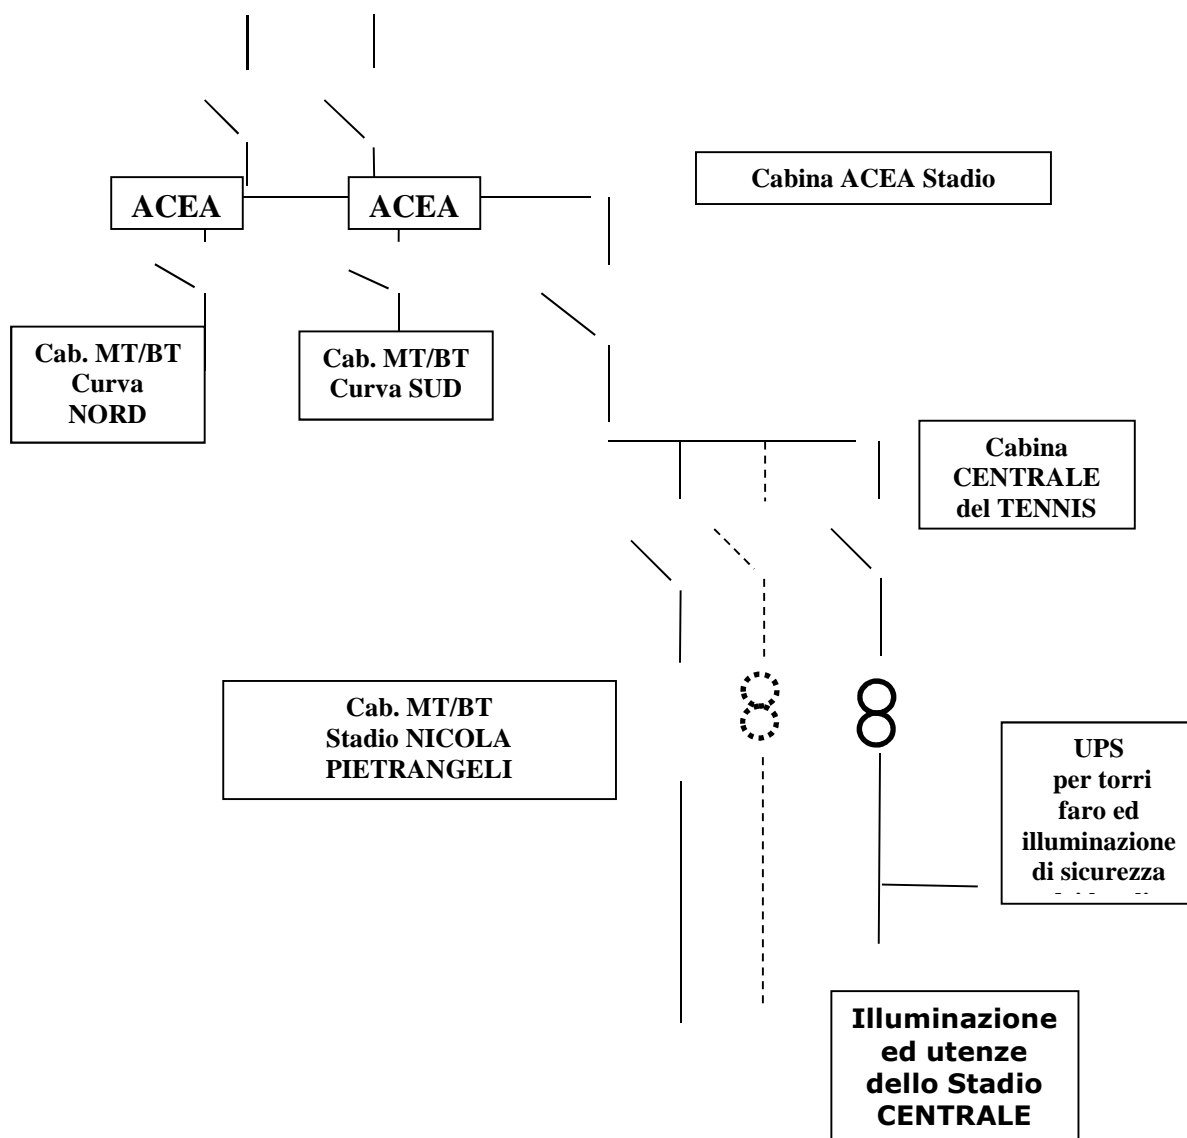 Cabina ACEA Stadio
ACEA
ACEA
Cab. MT/BT
Curva
NORD
Cab. MT/BT
Curva SUD
Cabina
CENTRALE
del TENNIS
Cab. MT/BT
Stadio NICOLA
PIETRANGELI
UPS
per torri
faro ed
illuminazione
di sicurezza
Illuminazione
ed utenze
dello Stadio
CENTRALE